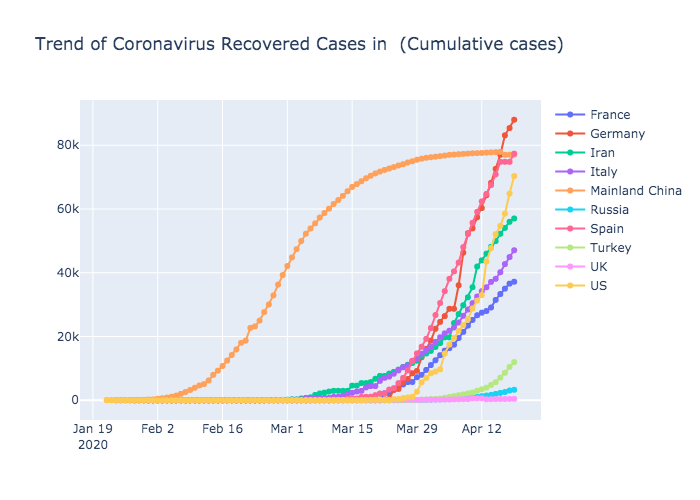 Trend of Coronavirus Recovered Cases in  (Cumulative cases)
France
Germany
Iran
Italy
Mainland China
Russia
Spain
Turkey
UK
US
80k
60k
40k
20k
0
Jan 19 Feb 2 Feb 16 Mar 1 Mar 15 Mar 29 Apr 12
2020